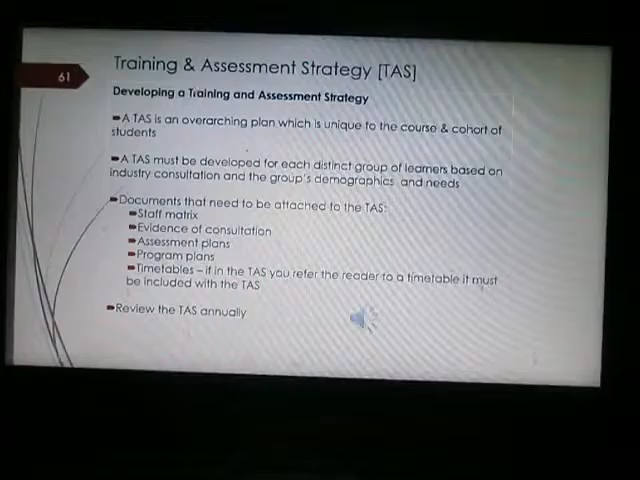 61
Training & Assessment Strategy [TAS]
Developing a Training and Assessment Strategy
A TAS is an overarching plan which is unique to the course & cohort of
students
A TAS must be developed for each distinct group of learners based on
industry consultation and the group's demographics and needs
Documents that need to be attached to the TAS:
Staff matrix
Evidence of consultation
Assessment plans
Program plans
Timetables – if in the TAS you refer the reader to a timetable it must
be included with the TAS
Review the TAS annually